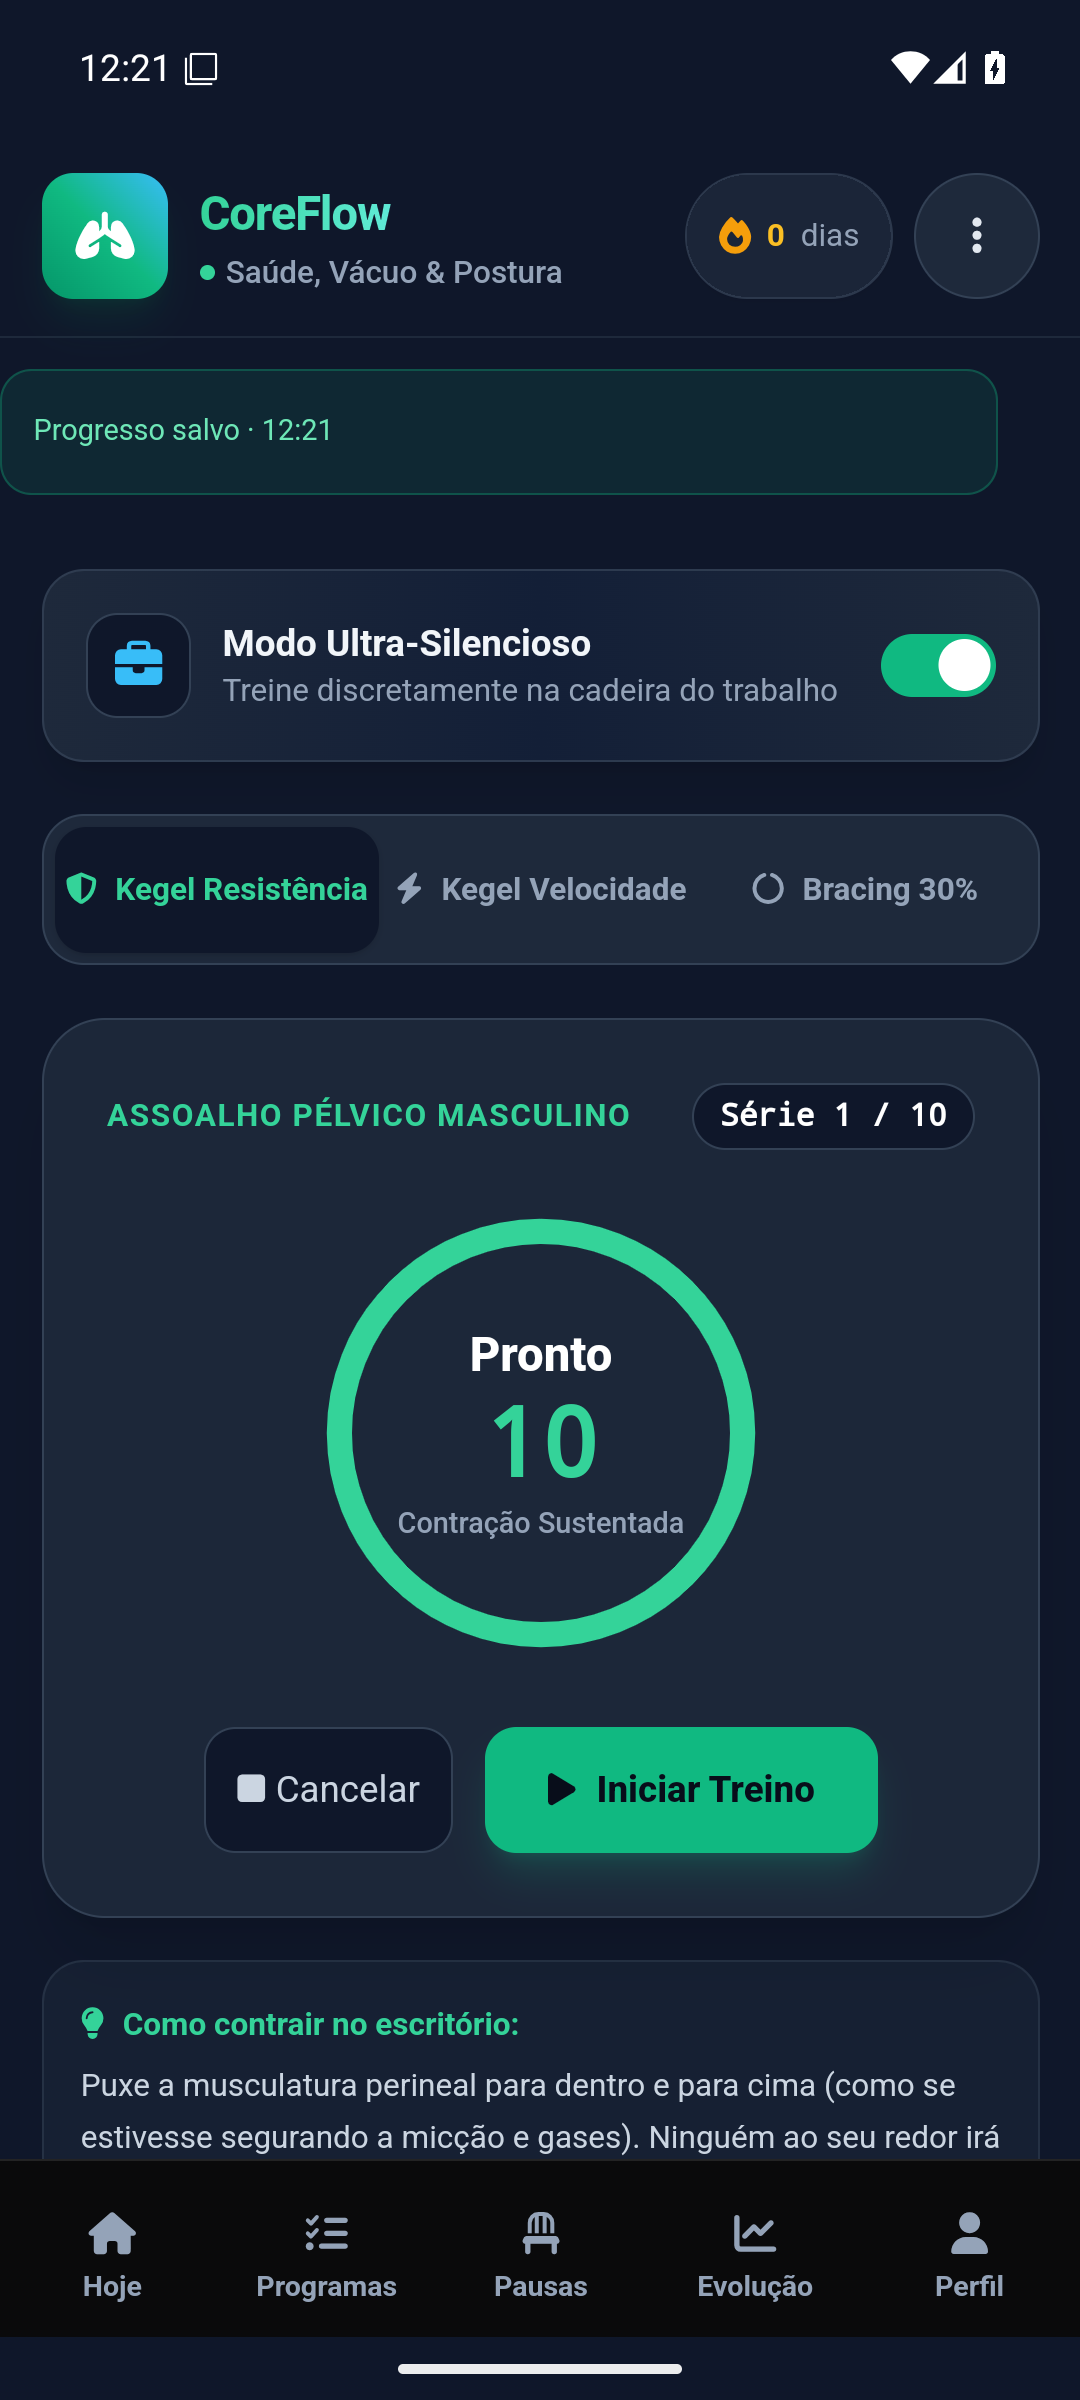 12:21
CoreFlow
Saúde, Vácuo & Postura
0 dias
Progresso salvo · 12:21
Modo Ultra-Silencioso
Treine discretamente na cadeira do trabalho
Kegel Resistência
Kegel Velocidade
Bracing 30%
ASSOALHO PÉLVICO MASCULINO
Série 1 / 10
Pronto
10
Contração Sustentada
Cancelar
Iniciar Treino
Como contrair no escritório:
Puxe a musculatura perineal para dentro e para cima (como se
estivesse segurando a micção e gases). Ninguém ao seu redor irá
Hoje
Programas
Pausas
Evolução
Perfil